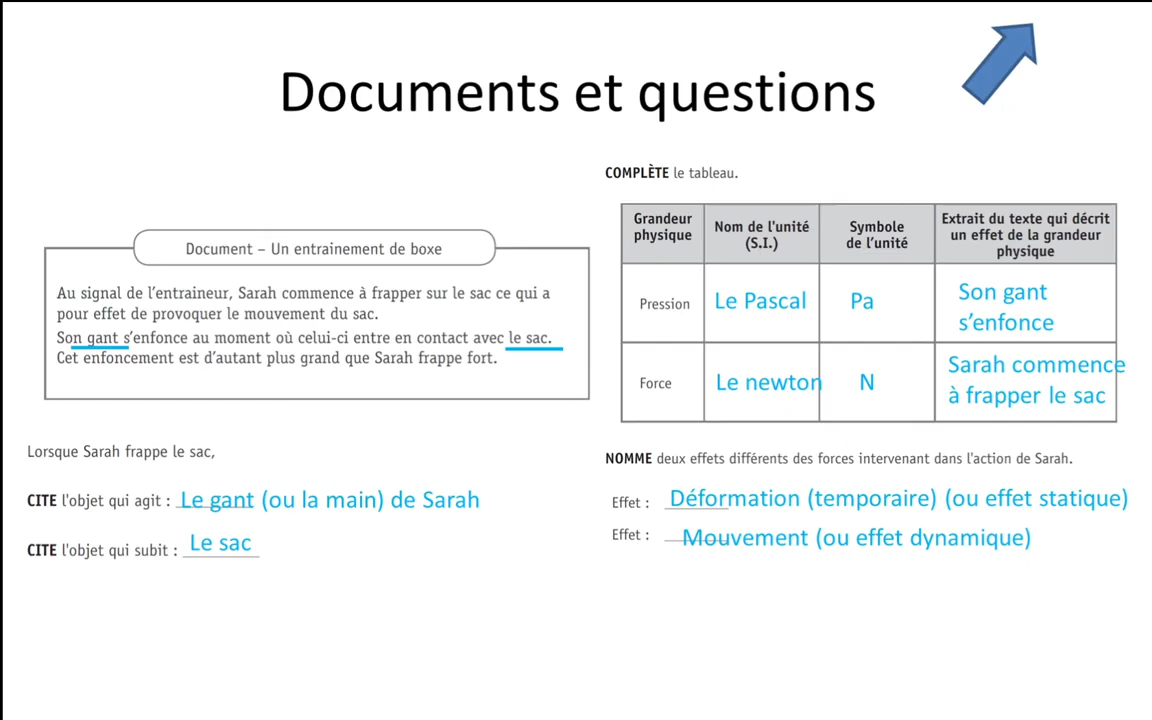 Documents et questions
Document – Un entrainement de boxe
Au signal de l'entraineur, Sarah commence à frapper sur le sac ce qui a
pour effet de provoquer le mouvement du sac.
Son gant s'enfonce au moment où celui-ci entre en contact avec le sac.
Cet enfoncement est d'autant plus grand que Sarah frappe fort.
Lorsque Sarah frappe le sac,
CITE l'objet qui agit : Le gant (ou la main) de Sarah
CITE l'objet qui subit : Le sac
COMPLÈTE le tableau.
Grandeur
physique
Nom de l'unité
(S.I.)
Symbole
de l'unité
Extrait du texte qui décrit
un effet de la grandeur
physique
Pression
Le Pascal
Pa
Son gant
s'enfonce
Force
Le newton
N
Sarah commence
à frapper le sac
NOMME deux effets différents des forces intervenant dans l'action de Sarah.
Effet : Déformation (temporaire) (ou effet statique)
Effet : Mouvement (ou effet dynamique)